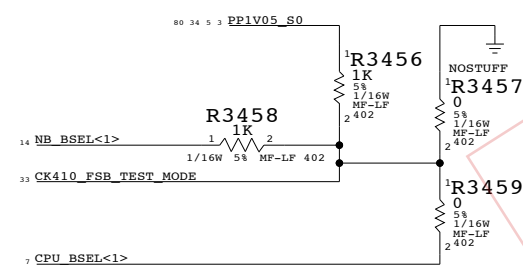 80 34 5 3 PP1V05_S0
1 R3456
1K
5%
1/16W
MF-LF
2 402
NOSTUFF
1 R3457
0
5%
1/16W
MF-LF
2 402
R3458
1K
14 NB_BSEL<1> 1 2
1/16W 5% MF-LF 402
33 CK410_FSB_TEST_MODE
1 R3459
0
5%
1/16W
MF-LF
2 402
7 CPU_BSEL<1>